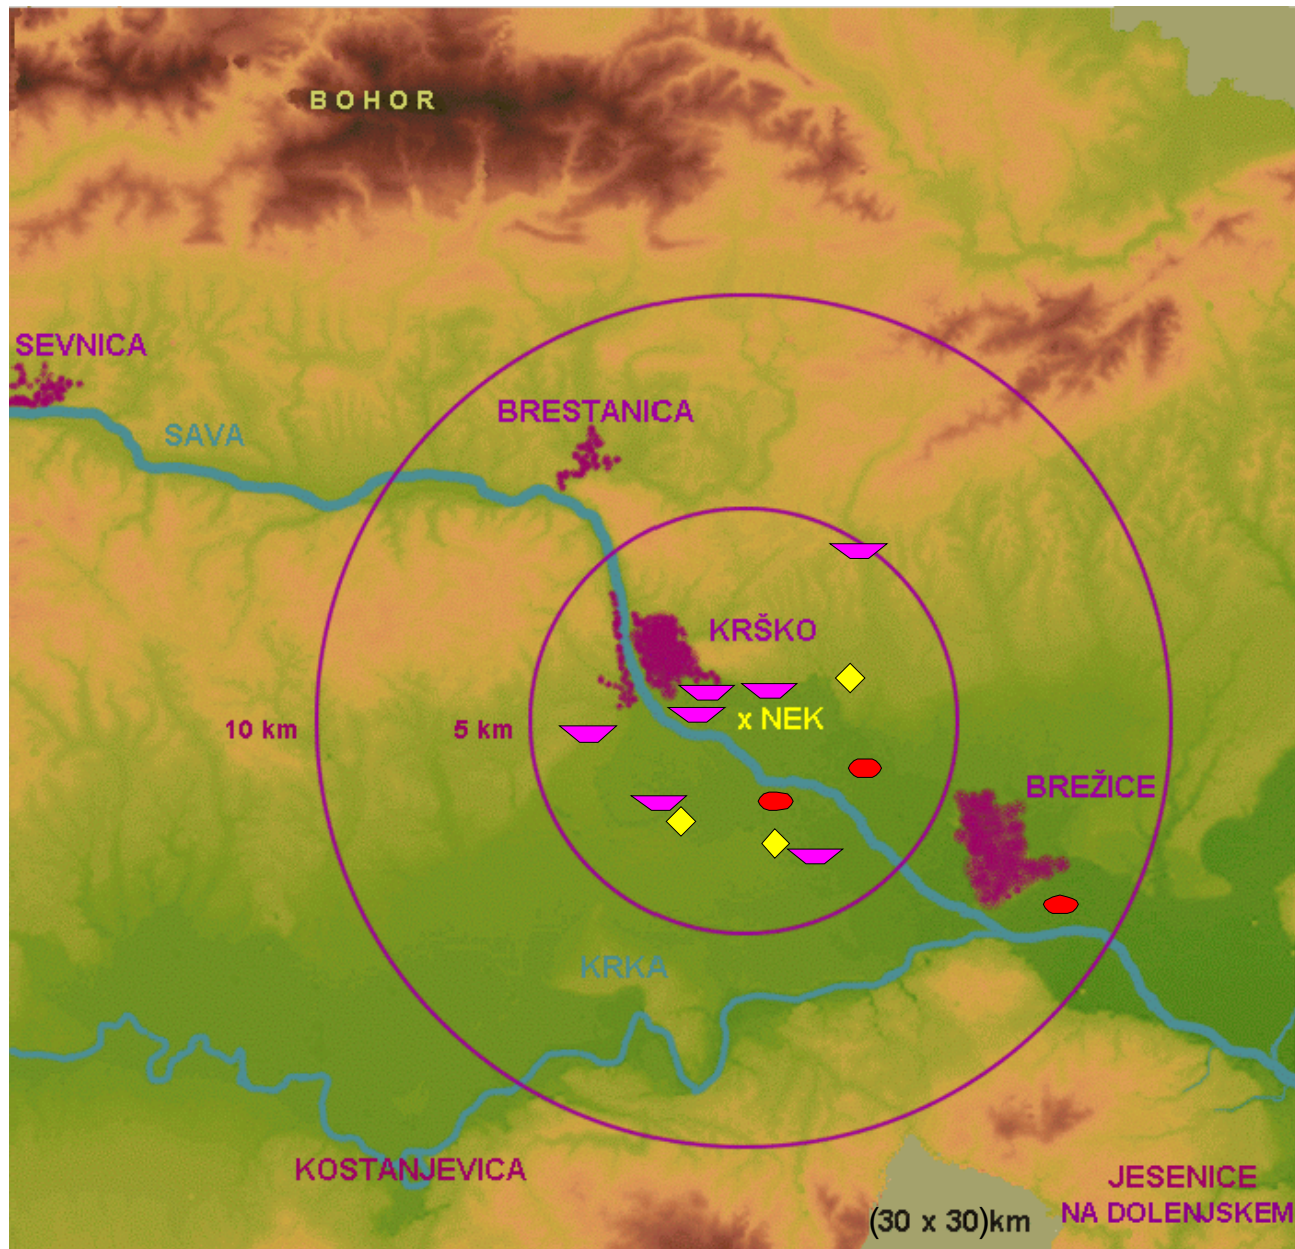 BOHOR
SEVNICA
BRESTANICA
SAVA
KRŠKO
10 km
5 km
x NEK
BREŽICE
KRKA
KOSTANJEVICA
JESENICE
NA DOLENJSKEM
(30 x 30)km